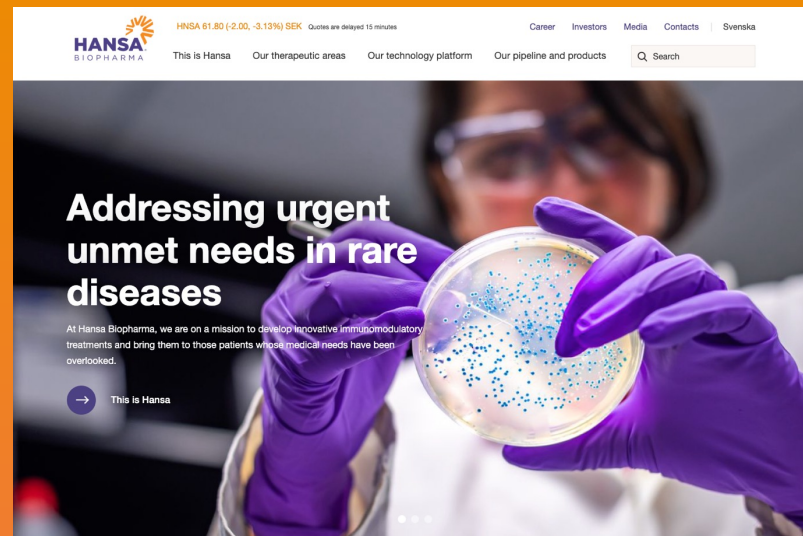 HNSA 61.80 (-2.00, -3.13%) SEK Quotes are delayed 15 minutes
Career Investors Media Contacts Svenska
HANSA
BIOPHARMA
This is Hansa Our therapeutic areas Our technology platform Our pipeline and products Search
Addressing urgent
unmet needs in rare
diseases
At Hansa Biopharma, we are on a mission to develop innovative immunomodulatory
treatments and bring them to those patients whose medical needs have been
overlooked.
This is Hansa